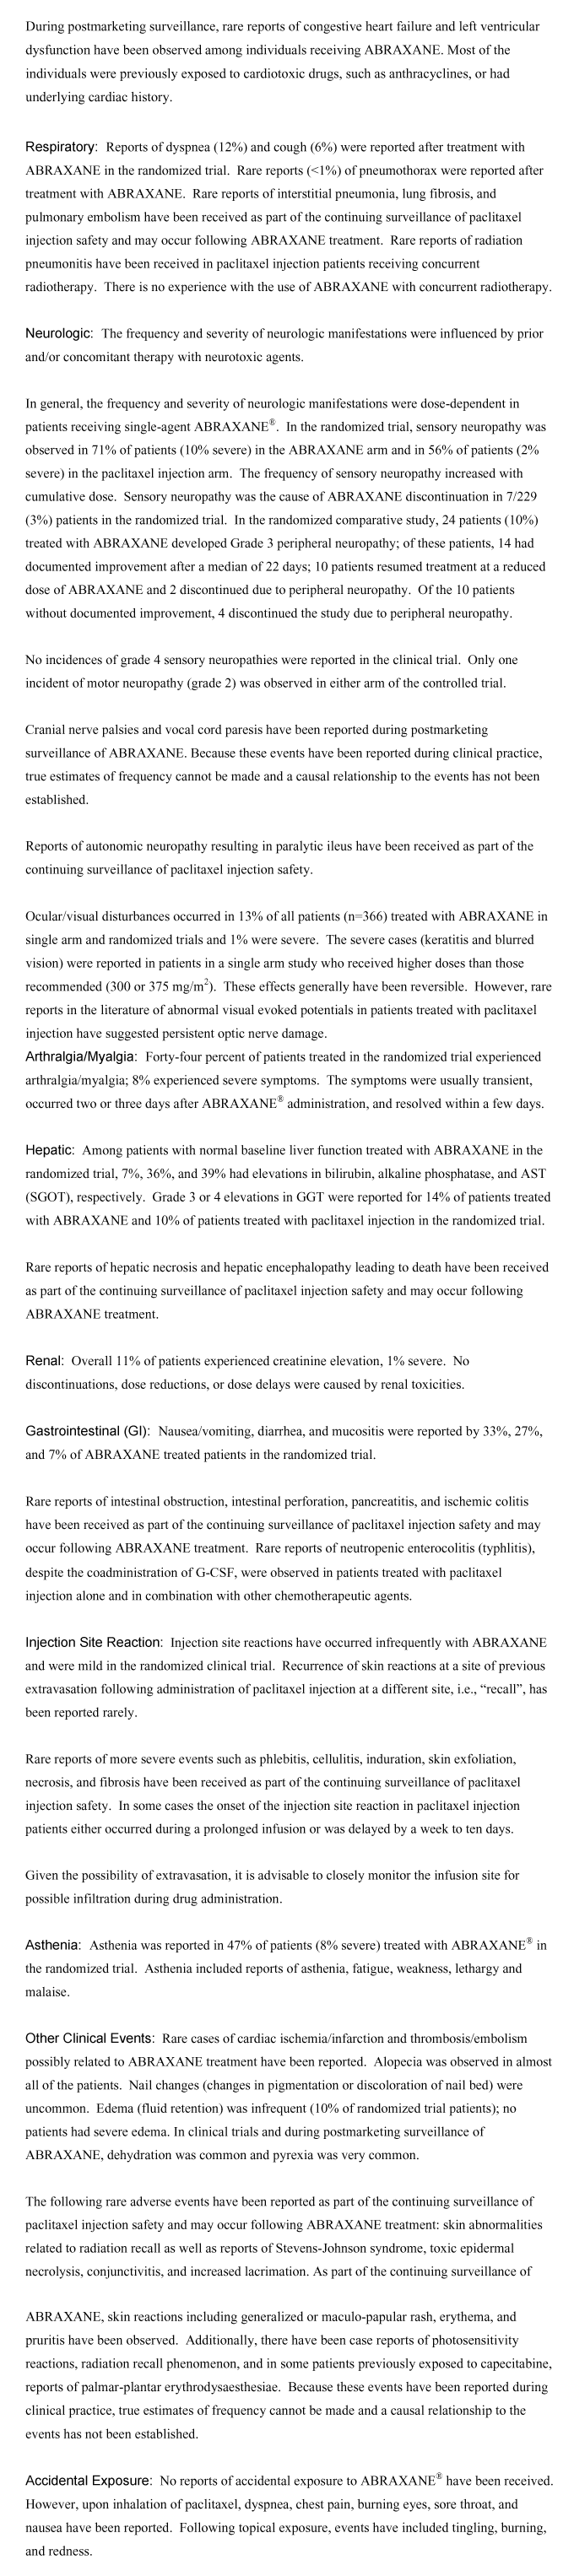 During postmarketing surveillance, rare reports of congestive heart failure and left ventricular
dysfunction have been observed among individuals receiving ABRAXANE. Most of the
individuals were previously exposed to cardiotoxic drugs, such as anthracyclines, or had
underlying cardiac history.
Respiratory: Reports of dyspnea (12%) and cough (6%) were reported after treatment with
ABRAXANE in the randomized trial. Rare reports (<1%) of pneumothorax were reported after
treatment with ABRAXANE. Rare reports of interstitial pneumonia, lung fibrosis, and
pulmonary embolism have been received as part of the continuing surveillance of paclitaxel
injection safety and may occur following ABRAXANE treatment. Rare reports of radiation
pneumonitis have been received in paclitaxel injection patients receiving concurrent
radiotherapy. There is no experience with the use of ABRAXANE with concurrent radiotherapy.
Neurologic: The frequency and severity of neurologic manifestations were influenced by prior
and/or concomitant therapy with neurotoxic agents.
In general, the frequency and severity of neurologic manifestations were dose-dependent in
patients receiving single-agent ABRAXANE®. In the randomized trial, sensory neuropathy was
observed in 71% of patients (10% severe) in the ABRAXANE arm and in 56% of patients (2%
severe) in the paclitaxel injection arm. The frequency of sensory neuropathy increased with
cumulative dose. Sensory neuropathy was the cause of ABRAXANE discontinuation in 7/229
(3%) patients in the randomized trial. In the randomized comparative study, 24 patients (10%)
treated with ABRAXANE developed Grade 3 peripheral neuropathy; of these patients, 14 had
documented improvement after a median of 22 days; 10 patients resumed treatment at a reduced
dose of ABRAXANE and 2 discontinued due to peripheral neuropathy. Of the 10 patients
without documented improvement, 4 discontinued the study due to peripheral neuropathy.
No incidences of grade 4 sensory neuropathies were reported in the clinical trial. Only one
incident of motor neuropathy (grade 2) was observed in either arm of the controlled trial.
Cranial nerve palsies and vocal cord paresis have been reported during postmarketing
surveillance of ABRAXANE. Because these events have been reported during clinical practice,
true estimates of frequency cannot be made and a causal relationship to the events has not been
established.
Reports of autonomic neuropathy resulting in paralytic ileus have been received as part of the
continuing surveillance of paclitaxel injection safety.
Ocular/visual disturbances occurred in 13% of all patients (n=366) treated with ABRAXANE in
single arm and randomized trials and 1% were severe. The severe cases (keratitis and blurred
vision) were reported in patients in a single arm study who received higher doses than those
recommended (300 or 375 mg/m²). These effects generally have been reversible. However, rare
reports in the literature of abnormal visual evoked potentials in patients treated with paclitaxel
injection have suggested persistent optic nerve damage.
Arthralgia/Myalgia: Forty-four percent of patients treated in the randomized trial experienced
arthralgia/myalgia; 8% experienced severe symptoms. The symptoms were usually transient,
occurred two or three days after ABRAXANE® administration, and resolved within a few days.
Hepatic: Among patients with normal baseline liver function treated with ABRAXANE in the
randomized trial, 7%, 36%, and 39% had elevations in bilirubin, alkaline phosphatase, and AST
(SGOT), respectively. Grade 3 or 4 elevations in GGT were reported for 14% of patients treated
with ABRAXANE and 10% of patients treated with paclitaxel injection in the randomized trial.
Rare reports of hepatic necrosis and hepatic encephalopathy leading to death have been received
as part of the continuing surveillance of paclitaxel injection safety and may occur following
ABRAXANE treatment.
Renal: Overall 11% of patients experienced creatinine elevation, 1% severe. No
discontinuations, dose reductions, or dose delays were caused by renal toxicities.
Gastrointestinal (GI): Nausea/vomiting, diarrhea, and mucositis were reported by 33%, 27%,
and 7% of ABRAXANE treated patients in the randomized trial.
Rare reports of intestinal obstruction, intestinal perforation, pancreatitis, and ischemic colitis
have been received as part of the continuing surveillance of paclitaxel injection safety and may
occur following ABRAXANE treatment. Rare reports of neutropenic enterocolitis (typhlitis),
despite the coadministration of G-CSF, were observed in patients treated with paclitaxel
injection alone and in combination with other chemotherapeutic agents.
Injection Site Reaction: Injection site reactions have occurred infrequently with ABRAXANE
and were mild in the randomized clinical trial. Recurrence of skin reactions at a site of previous
extravasation following administration of paclitaxel injection at a different site, i.e., “recall”, has
been reported rarely.
Rare reports of more severe events such as phlebitis, cellulitis, induration, skin exfoliation,
necrosis, and fibrosis have been received as part of the continuing surveillance of paclitaxel
injection safety. In some cases the onset of the injection site reaction in paclitaxel injection
patients either occurred during a prolonged infusion or was delayed by a week to ten days.
Given the possibility of extravasation, it is advisable to closely monitor the infusion site for
possible infiltration during drug administration.
Asthenia: Asthenia was reported in 47% of patients (8% severe) treated with ABRAXANE® in
the randomized trial. Asthenia included reports of asthenia, fatigue, weakness, lethargy and
malaise.
Other Clinical Events: Rare cases of cardiac ischemia/infarction and thrombosis/embolism
possibly related to ABRAXANE treatment have been reported. Alopecia was observed in almost
all of the patients. Nail changes (changes in pigmentation or discoloration of nail bed) were
uncommon. Edema (fluid retention) was infrequent (10% of randomized trial patients); no
patients had severe edema. In clinical trials and during postmarketing surveillance of
ABRAXANE, dehydration was common and pyrexia was very common.
The following rare adverse events have been reported as part of the continuing surveillance of
paclitaxel injection safety and may occur following ABRAXANE treatment: skin abnormalities
related to radiation recall as well as reports of Stevens-Johnson syndrome, toxic epidermal
necrolysis, conjunctivitis, and increased lacrimation. As part of the continuing surveillance of
ABRAXANE, skin reactions including generalized or maculo-papular rash, erythema, and
pruritis have been observed. Additionally, there have been case reports of photosensitivity
reactions, radiation recall phenomenon, and in some patients previously exposed to capecitabine,
reports of palmar-plantar erythrodysaesthesiae. Because these events have been reported during
clinical practice, true estimates of frequency cannot be made and a causal relationship to the
events has not been established.
Accidental Exposure: No reports of accidental exposure to ABRAXANE® have been received.
However, upon inhalation of paclitaxel, dyspnea, chest pain, burning eyes, sore throat, and
nausea have been reported. Following topical exposure, events have included tingling, burning,
and redness.